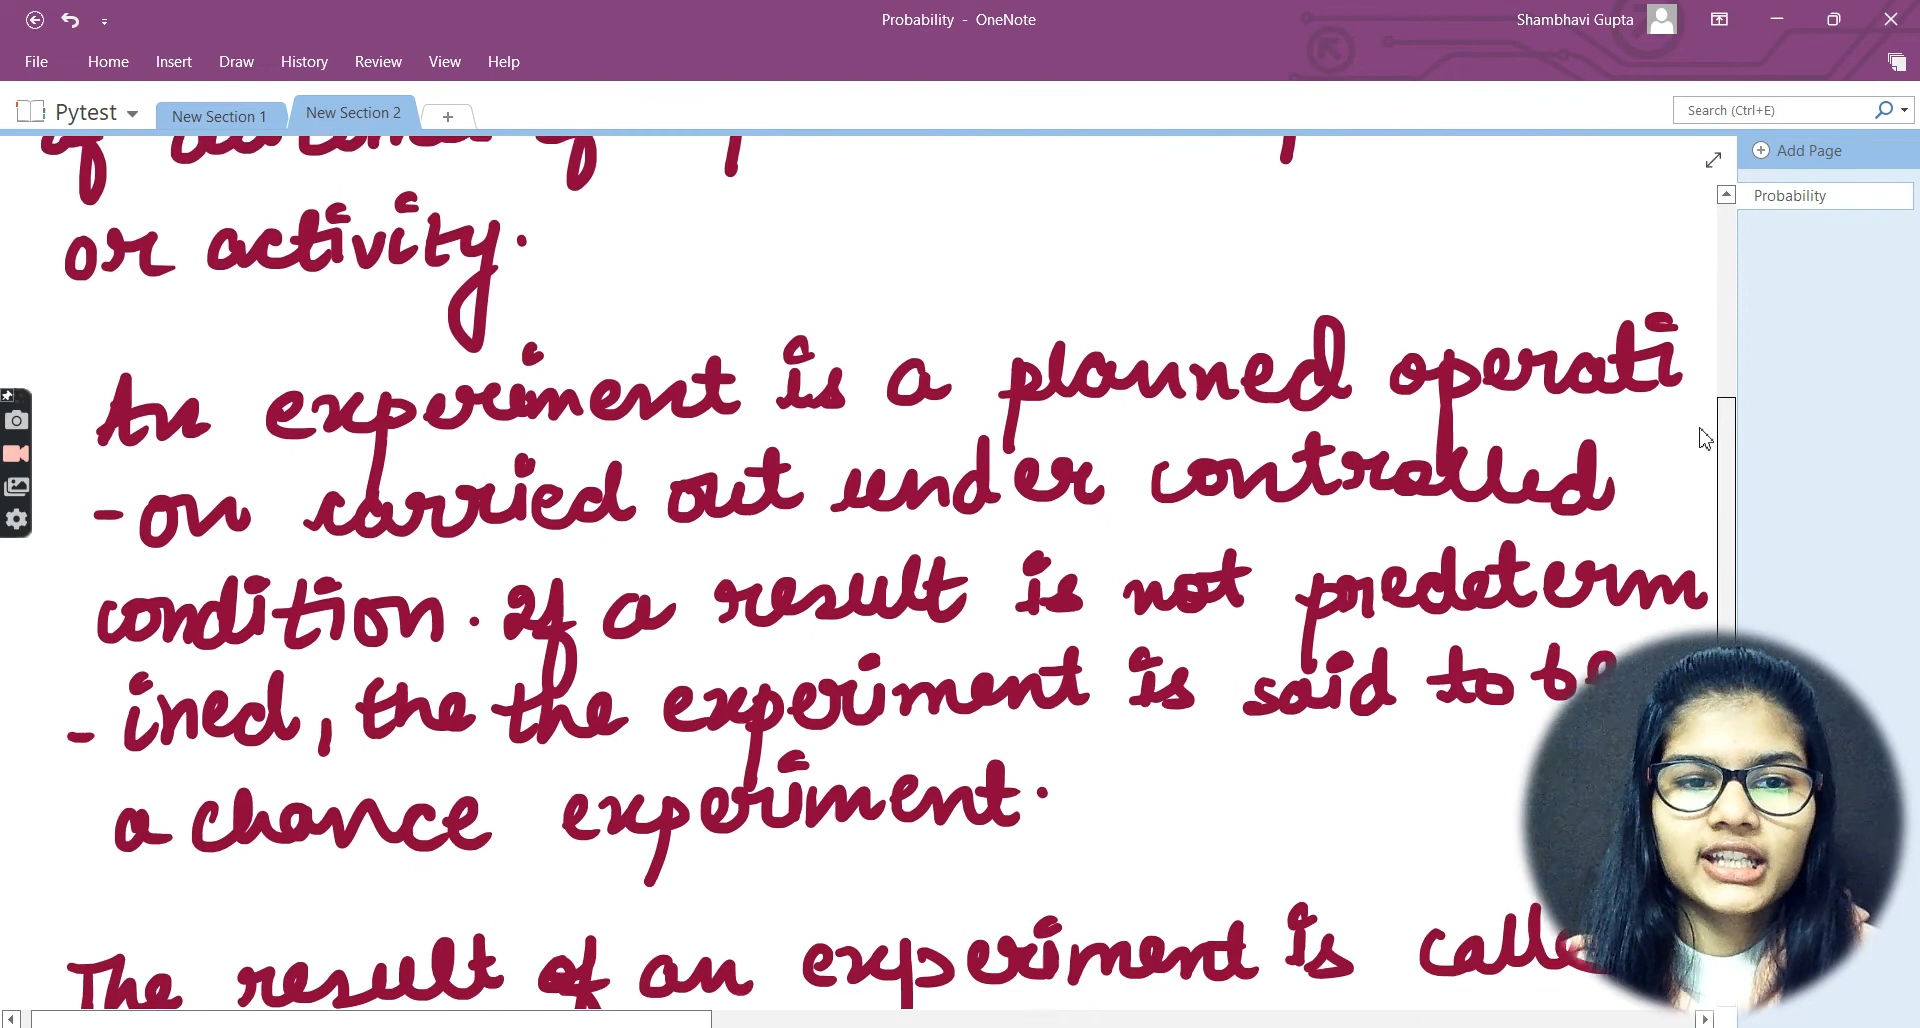 Probability - OneNote
Shambhavi Gupta
File Home Insert Draw History Review View Help
Pytest New Section 1 New Section 2 +
Search (Ctrl+E)
Add Page
Probability
or activity.
An experiment is a planned operati
-on carried out under controlled
condition. If a result is not predeterm
- ined, the the experiment is said to be
a chance experiment.
The result of an experiment is calle